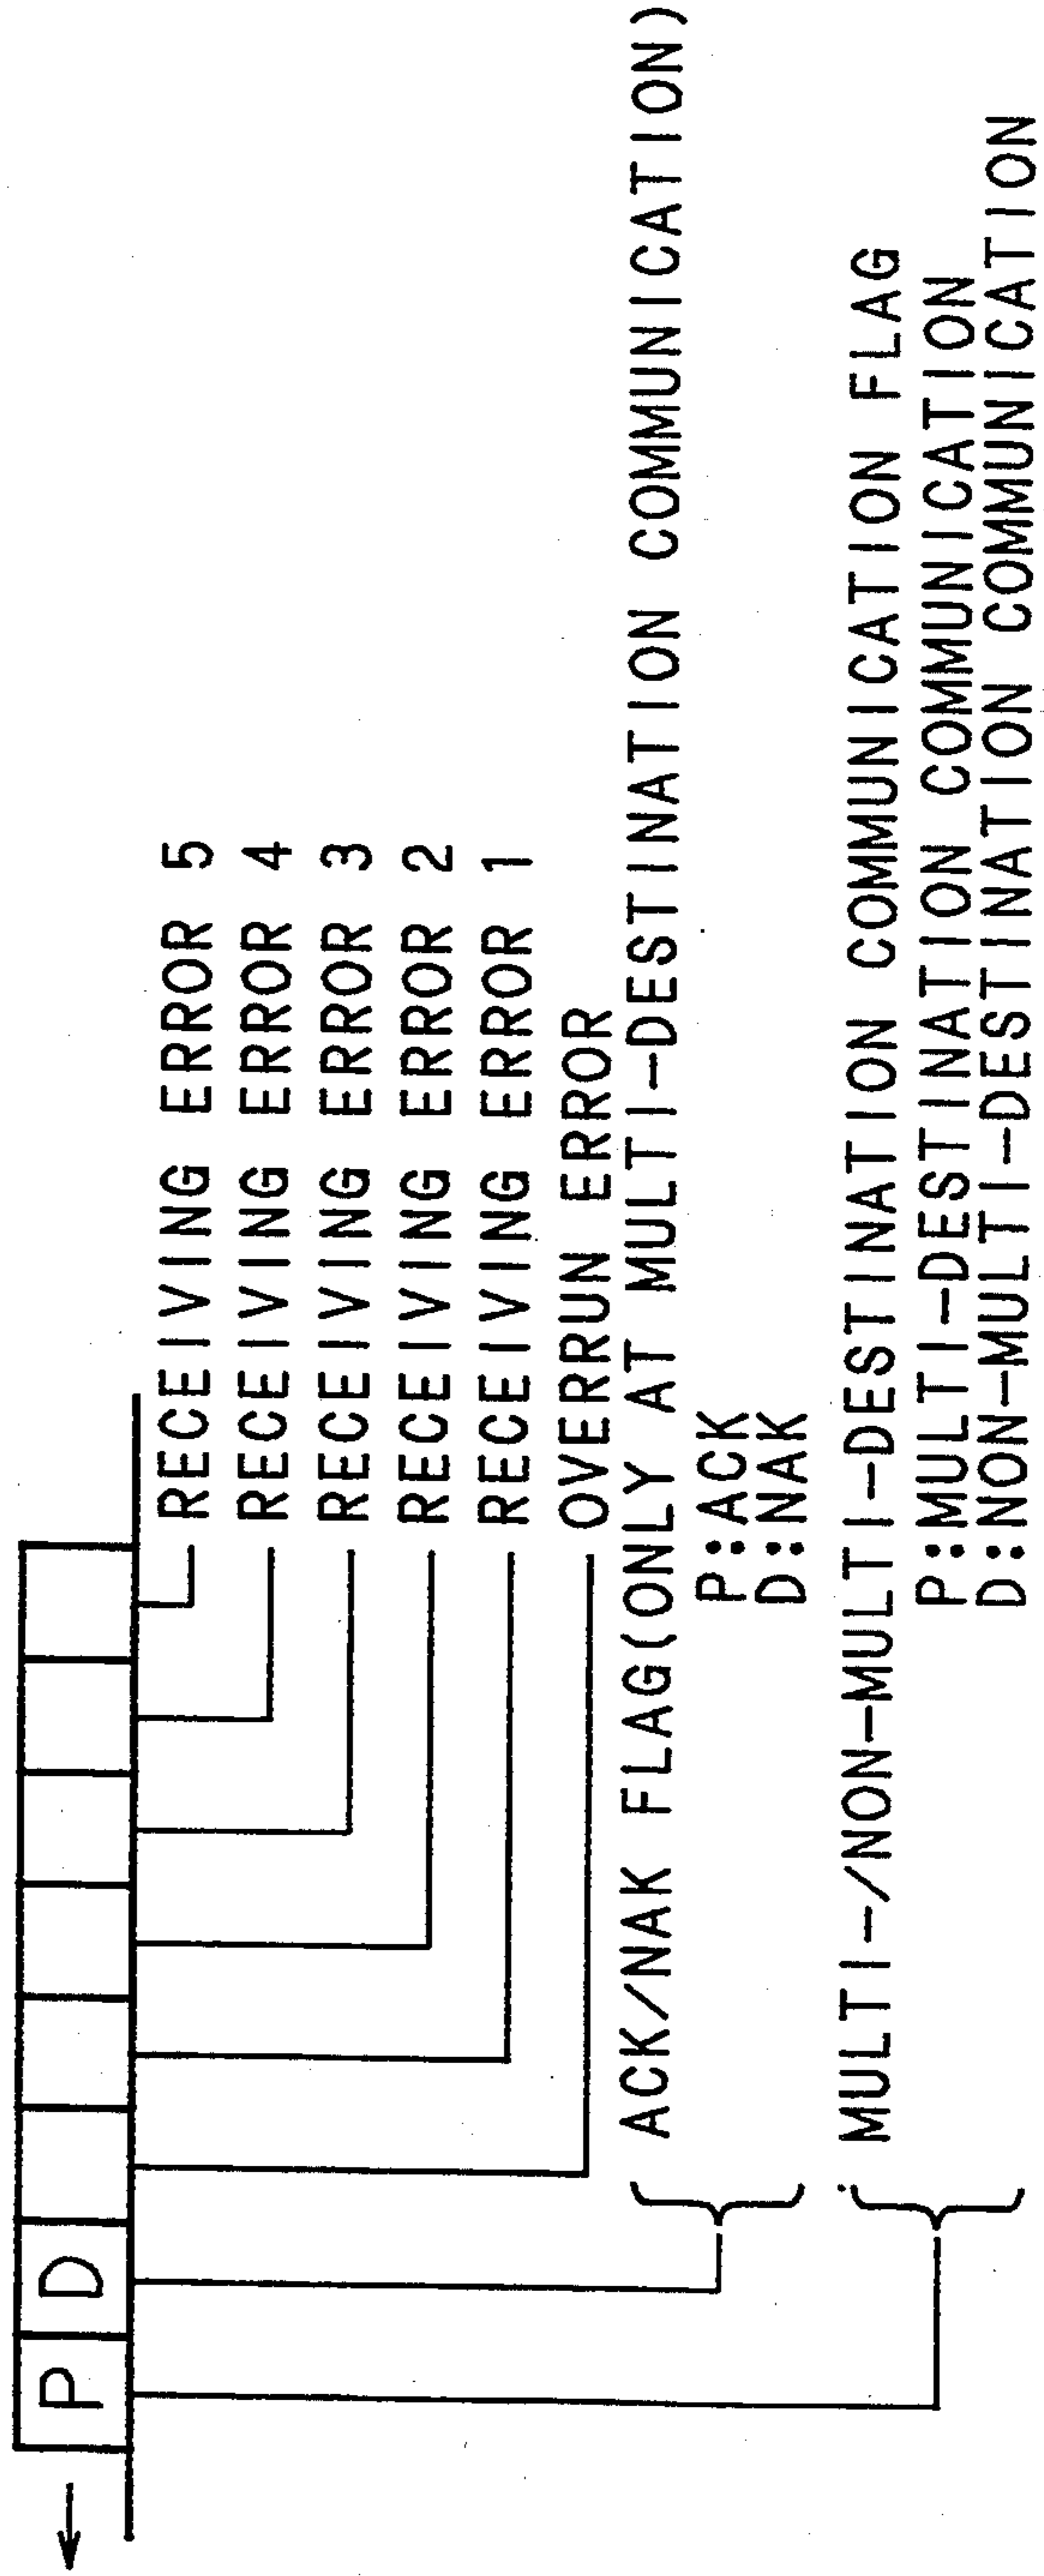 P D
RECEIVING ERROR 5
RECEIVING ERROR 4
RECEIVING ERROR 3
RECEIVING ERROR 2
RECEIVING ERROR 1
OVERRUN ERROR
ACK/NAK FLAG(ONLY AT MULTI-DESTINATION COMMUNICATION)
P:ACK
D:NAK
MULTI-/NON-MULTI-DESTINATION COMMUNICATION FLAG
P:MULTI-DESTINATION COMMUNICATION
D:NON-MULTI-DESTINATION COMMUNICATION